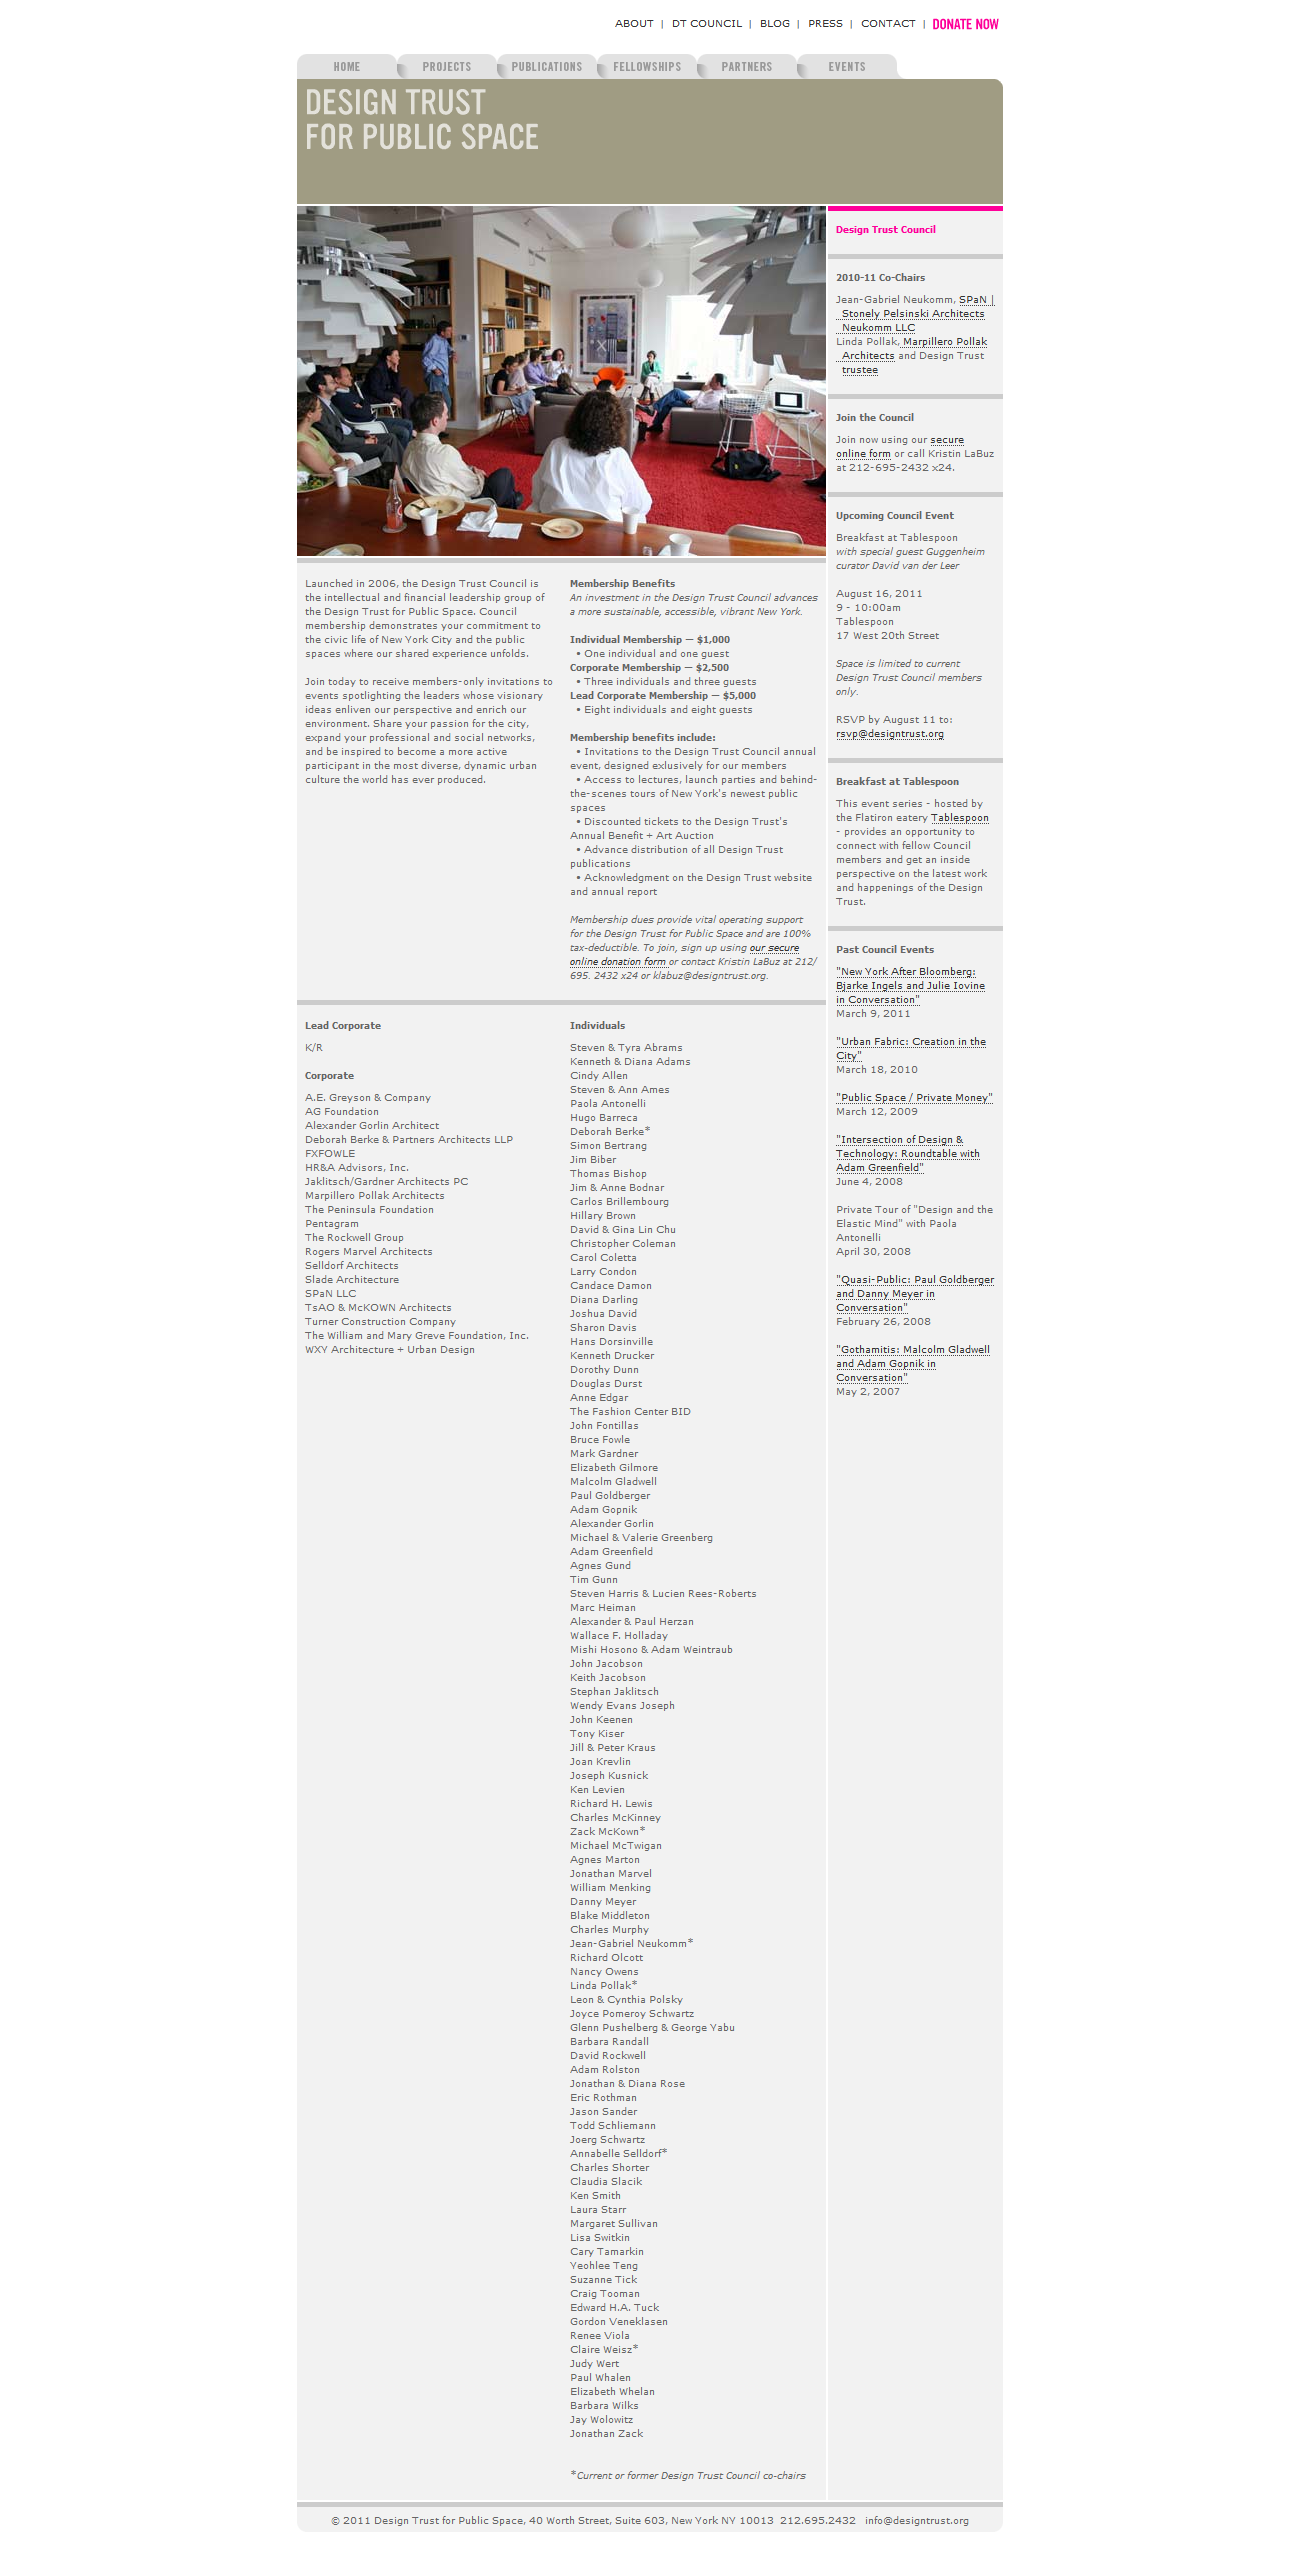 ABOUT | DT COUNCIL | BLOG | PRESS | CONTACT | DONATE NOW
HOME PROJECTS PUBLICATIONS FELLOWSHIPS PARTNERS EVENTS
DESIGN TRUST
FOR PUBLIC SPACE
Launched in 2006, the Design Trust Council is
the intellectual and financial leadership group of
the Design Trust for Public Space. Council
membership demonstrates your commitment to
the civic life of New York City and the public
spaces where our shared experience unfolds.
Join today to receive members-only invitations to
events spotlighting the leaders whose visionary
ideas enliven our perspective and enrich our
environment. Share your passion for the city,
expand your professional and social networks,
and be inspired to become a more active
participant in the most diverse, dynamic urban
culture the world has ever produced.
Membership Benefits
An investment in the Design Trust Council advances
a more sustainable, accessible, vibrant New York.
Individual Membership — $1,000
• One individual and one guest
Corporate Membership — $2,500
• Three individuals and three guests
Lead Corporate Membership — $5,000
• Eight individuals and eight guests
Membership benefits include:
• Invitations to the Design Trust Council annual
event, designed exlusively for our members
• Access to lectures, launch parties and behind-
the-scenes tours of New York's newest public
spaces
• Discounted tickets to the Design Trust's
Annual Benefit + Art Auction
• Advance distribution of all Design Trust
publications
• Acknowledgment on the Design Trust website
and annual report
Membership dues provide vital operating support
for the Design Trust for Public Space and are 100%
tax-deductible. To join, sign up using our secure
online donation form or contact Kristin LaBuz at 212/
695. 2432 x24 or klabuz@designtrust.org.
Lead Corporate
K/R
Corporate
A.E. Greyson & Company
AG Foundation
Alexander Gorlin Architect
Deborah Berke & Partners Architects LLP
FXFOWLE
HR&A Advisors, Inc.
Jaklitsch/Gardner Architects PC
Marpillero Pollak Architects
The Peninsula Foundation
Pentagram
The Rockwell Group
Rogers Marvel Architects
Selldorf Architects
Slade Architecture
SPaN LLC
TsAO & McKOWN Architects
Turner Construction Company
The William and Mary Greve Foundation, Inc.
WXY Architecture + Urban Design
Individuals
Steven & Tyra Abrams
Kenneth & Diana Adams
Cindy Allen
Steven & Ann Ames
Paola Antonelli
Hugo Barreca
Deborah Berke*
Simon Bertrang
Jim Biber
Thomas Bishop
Jim & Anne Bodnar
Carlos Brillembourg
Hillary Brown
David & Gina Lin Chu
Christopher Coleman
Carol Coletta
Larry Condon
Candace Damon
Diana Darling
Joshua David
Sharon Davis
Hans Dorsinville
Kenneth Drucker
Dorothy Dunn
Douglas Durst
Anne Edgar
The Fashion Center BID
John Fontillas
Bruce Fowle
Mark Gardner
Elizabeth Gilmore
Malcolm Gladwell
Paul Goldberger
Adam Gopnik
Alexander Gorlin
Michael & Valerie Greenberg
Adam Greenfield
Agnes Gund
Tim Gunn
Steven Harris & Lucien Rees-Roberts
Marc Heiman
Alexander & Paul Herzan
Wallace F. Holladay
Mishi Hosono & Adam Weintraub
John Jacobson
Keith Jacobson
Stephan Jaklitsch
Wendy Evans Joseph
John Keenen
Tony Kiser
Jill & Peter Kraus
Joan Krevlin
Joseph Kusnick
Ken Levien
Richard H. Lewis
Charles McKinney
Zack McKown*
Michael McTwigan
Agnes Marton
Jonathan Marvel
William Menking
Danny Meyer
Blake Middleton
Charles Murphy
Jean-Gabriel Neukomm*
Richard Olcott
Nancy Owens
Linda Pollak*
Leon & Cynthia Polsky
Joyce Pomeroy Schwartz
Glenn Pushelberg & George Yabu
Barbara Randall
David Rockwell
Adam Rolston
Jonathan & Diana Rose
Eric Rothman
Jason Sander
Todd Schliemann
Joerg Schwartz
Annabelle Selldorf*
Charles Shorter
Claudia Slacik
Ken Smith
Laura Starr
Margaret Sullivan
Lisa Switkin
Cary Tamarkin
Yeohlee Teng
Suzanne Tick
Craig Tooman
Edward H.A. Tuck
Gordon Veneklasen
Renee Viola
Claire Weisz*
Judy Wert
Paul Whalen
Elizabeth Whelan
Barbara Wilks
Jay Wolowitz
Jonathan Zack
*Current or former Design Trust Council co-chairs
Design Trust Council
2010-11 Co-Chairs
Jean-Gabriel Neukomm, SPaN |
Stonely Pelsinski Architects
Neukomm LLC
Linda Pollak, Marpillero Pollak
Architects and Design Trust
trustee
Join the Council
Join now using our secure
online form or call Kristin LaBuz
at 212-695-2432 x24.
Upcoming Council Event
Breakfast at Tablespoon
with special guest Guggenheim
curator David van der Leer
August 16, 2011
9 - 10:00am
Tablespoon
17 West 20th Street
Space is limited to current
Design Trust Council members
only.
RSVP by August 11 to:
rsvp@designtrust.org
Breakfast at Tablespoon
This event series - hosted by
the Flatiron eatery Tablespoon
- provides an opportunity to
connect with fellow Council
members and get an inside
perspective on the latest work
and happenings of the Design
Trust.
Past Council Events
"New York After Bloomberg:
Bjarke Ingels and Julie Iovine
in Conversation"
March 9, 2011
"Urban Fabric: Creation in the
City"
March 18, 2010
"Public Space / Private Money"
March 12, 2009
"Intersection of Design &
Technology: Roundtable with
Adam Greenfield"
June 4, 2008
Private Tour of "Design and the
Elastic Mind" with Paola
Antonelli
April 30, 2008
"Quasi-Public: Paul Goldberger
and Danny Meyer in
Conversation"
February 26, 2008
"Gothamitis: Malcolm Gladwell
and Adam Gopnik in
Conversation"
May 2, 2007
© 2011 Design Trust for Public Space, 40 Worth Street, Suite 603, New York NY 10013 212.695.2432 info@designtrust.org